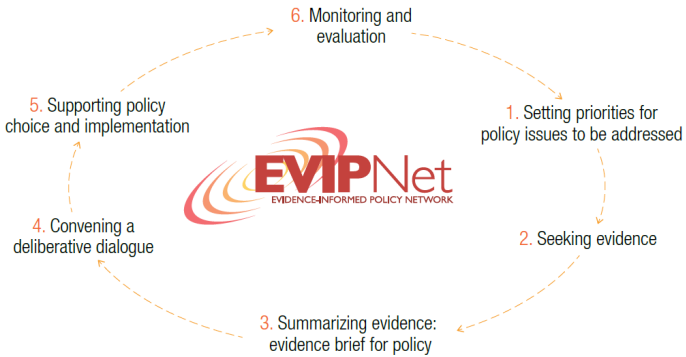 6. Monitoring and
evaluation
1. Setting priorities for
policy issues to be addressed
2. Seeking evidence
3. Summarizing evidence:
evidence brief for policy
4. Convening a
deliberative dialogue
5. Supporting policy
choice and implementation
EVIPNet
EVIDENCE-INFORMED POLICY NETWORK